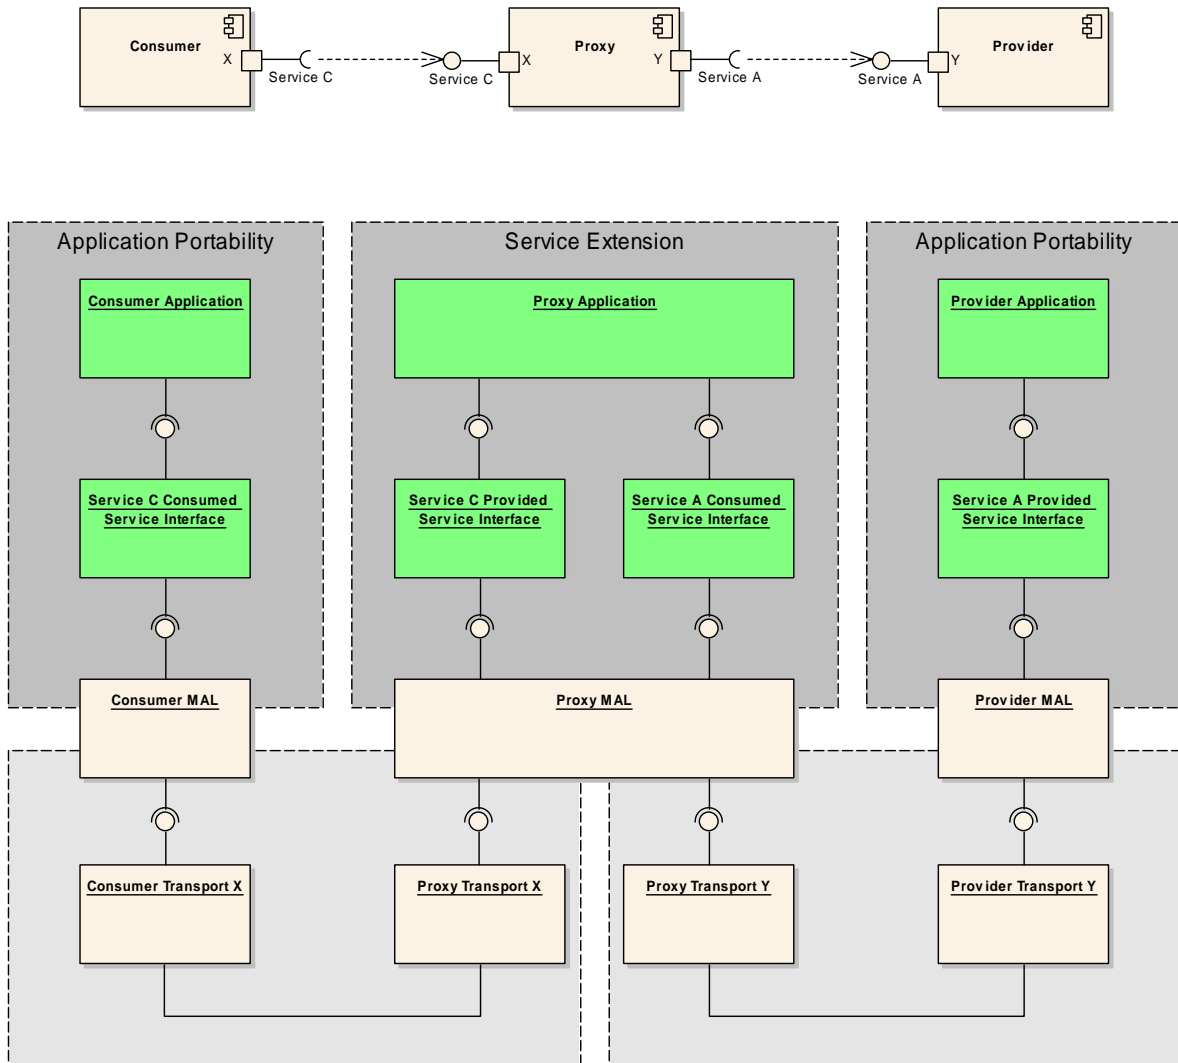 Consumer
Proxy
Provider
X
Service C
Service C
X
Y
Service A
Service A
Y
Application Portability
Service Extension
Application Portability
Consumer Application
Proxy Application
Provider Application
Service C Consumed
Service Interface
Service C Provided
Service Interface
Service A Consumed
Service Interface
Service A Provided
Service Interface
Consumer MAL
Proxy MAL
Provider MAL
Consumer Transport X
Proxy Transport X
Proxy Transport Y
Provider Transport Y